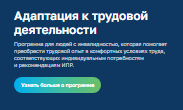 Адаптация к трудовой
деятельности
Программа для людей с инвалидностью, которая помогает
приобрести трудовой опыт в комфортных условиях труда,
соответствующих индивидуальным потребностям
и рекомендациям ИПР.
Узнать больше о программе